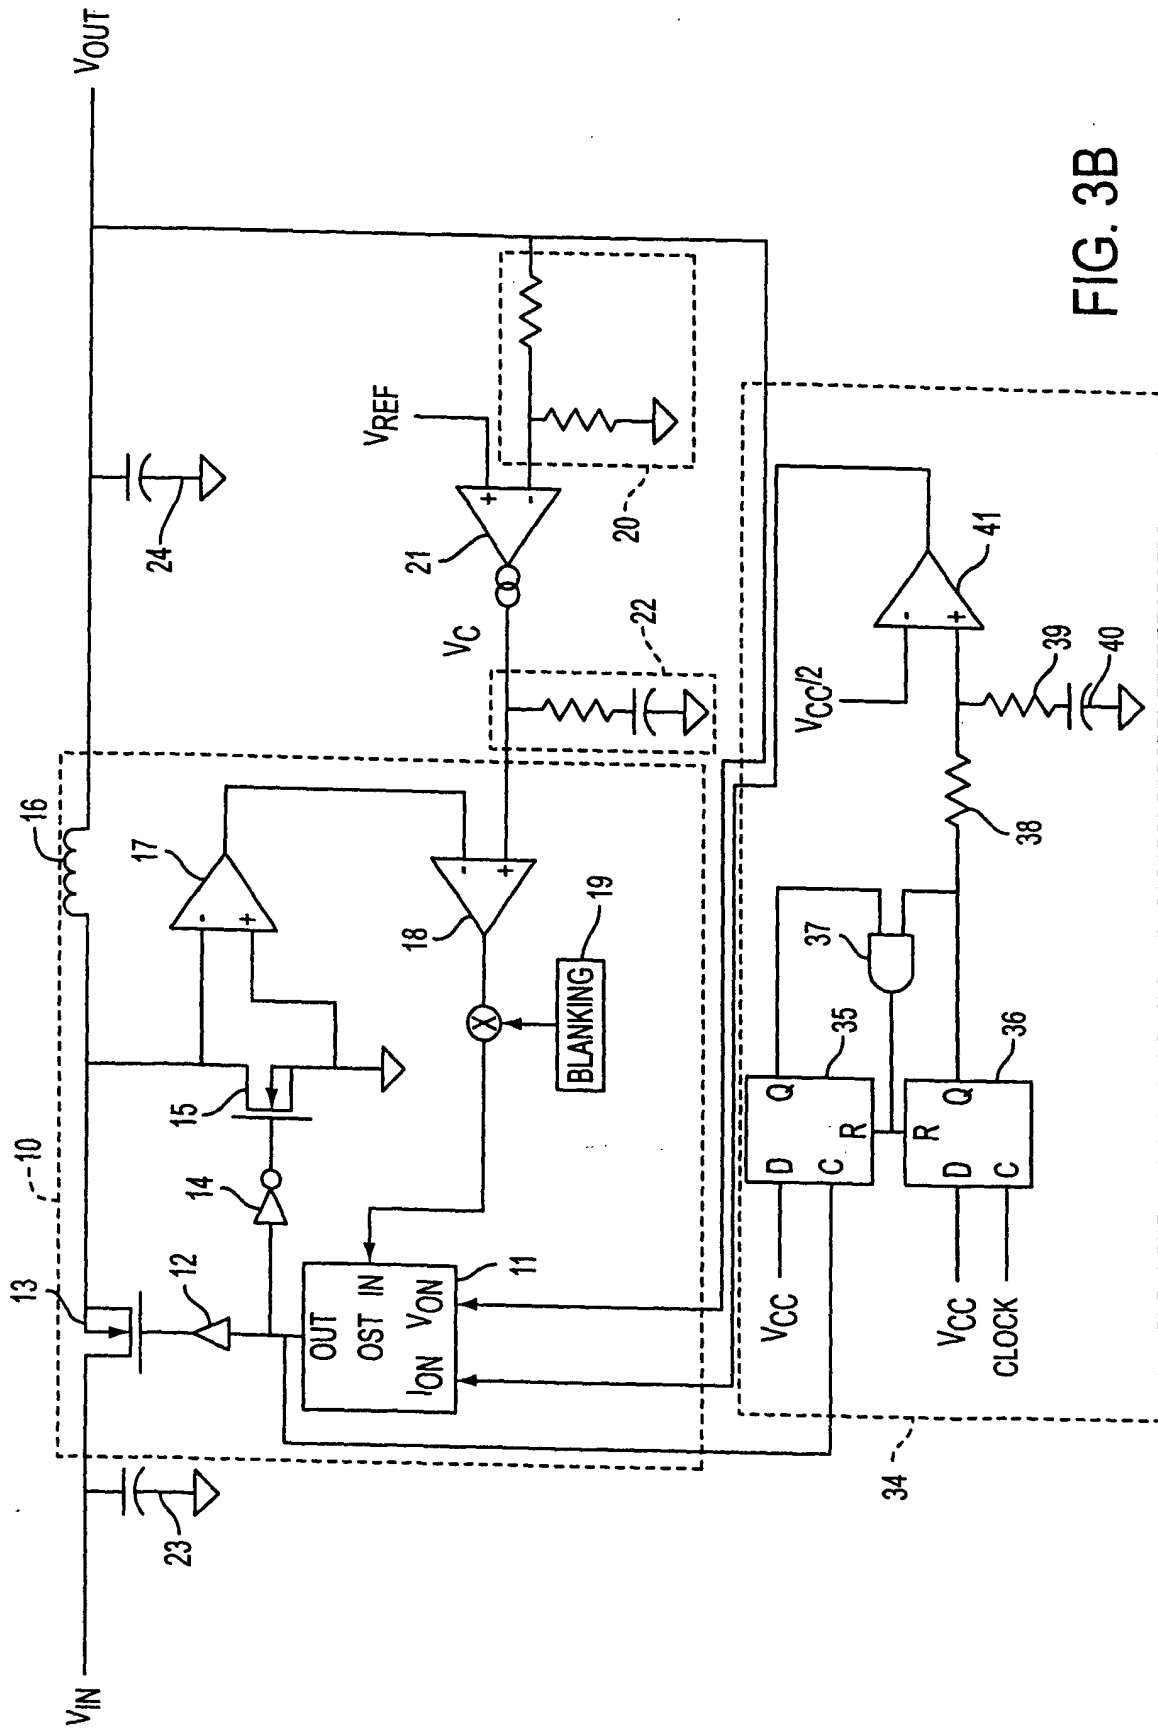 VIN
VOUT
10
13
16
23
24
12
14
15
17
OUT
OST IN
ION VON
11
18
BLANKING
19
X
- +
- +
VC
22
21
+ -
VREF
20
34
VCC
D Q
C R
35
VCC
CLOCK
D R
C Q
36
37
38
39
40
VCC/2
- +
41
FIG. 3B